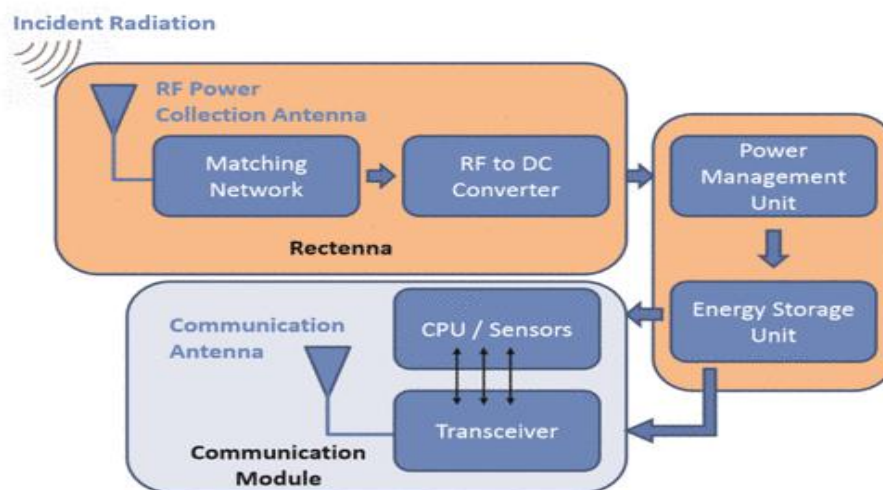 Incident Radiation
RF Power
Collection Antenna
Matching
Network
RF to DC
Converter
Rectenna
Power
Management
Unit
Energy Storage
Unit
CPU / Sensors
Communication
Antenna
Transceiver
Communication
Module